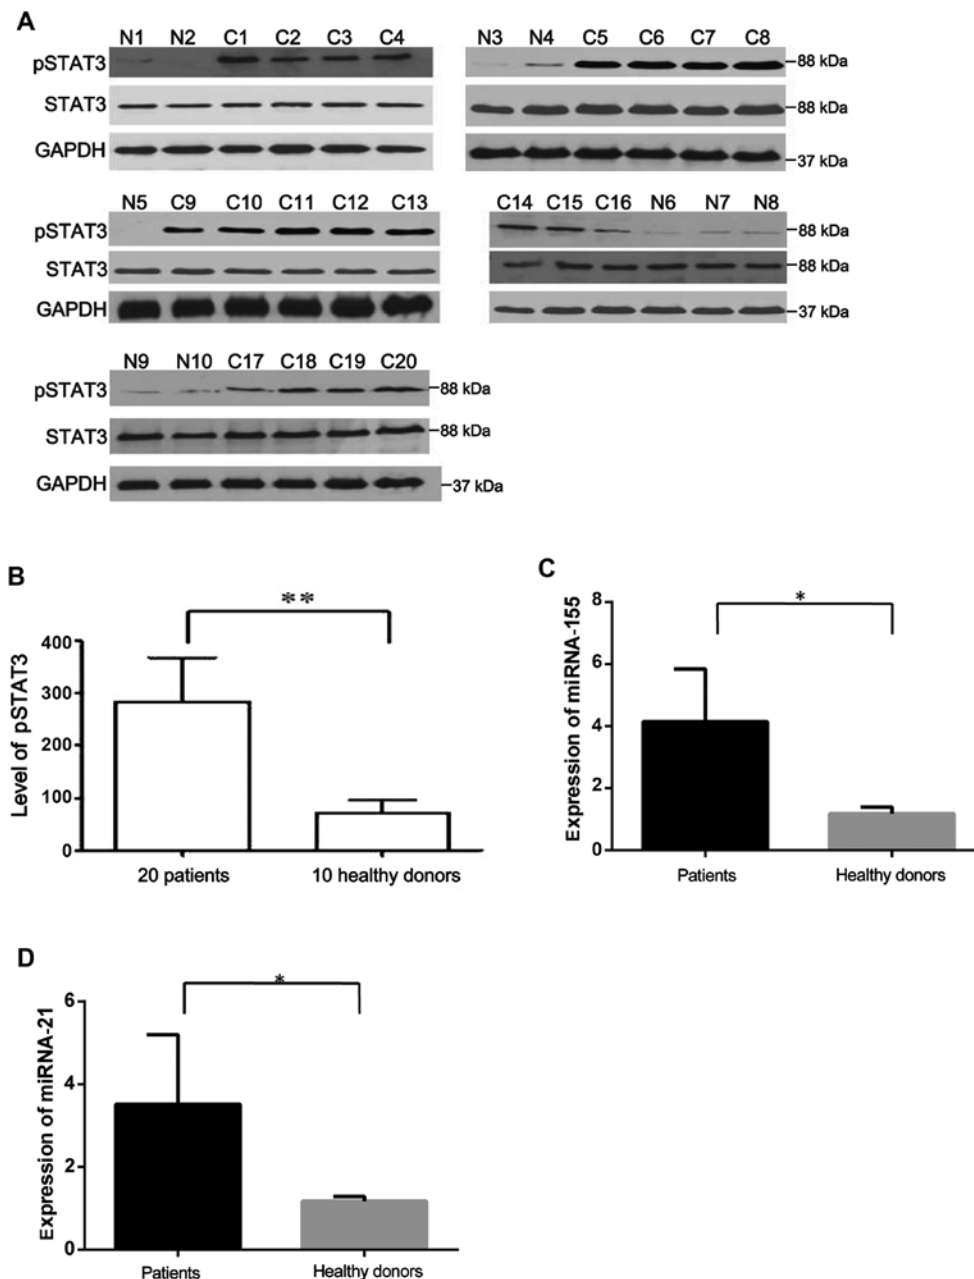 A
N1 N2 C1 C2 C3 C4
N3 N4 C5 C6 C7 C8
pSTAT3
88 kDa
STAT3
88 kDa
GAPDH
37 kDa
N5 C9 C10 C11 C12 C13
C14 C15 C16 N6 N7 N8
pSTAT3
88 kDa
STAT3
88 kDa
GAPDH
37 kDa
N9 N10 C17 C18 C19 C20
pSTAT3
88 kDa
STAT3
88 kDa
GAPDH
37 kDa
B
**
Level of pSTAT3
400
300
200
100
0
20 patients
10 healthy donors
C
*
Expression of miRNA-155
8
6
4
2
0
Patients
Healthy donors
D
*
Expression of miRNA-21
6
4
2
0
Patients
Healthy donors